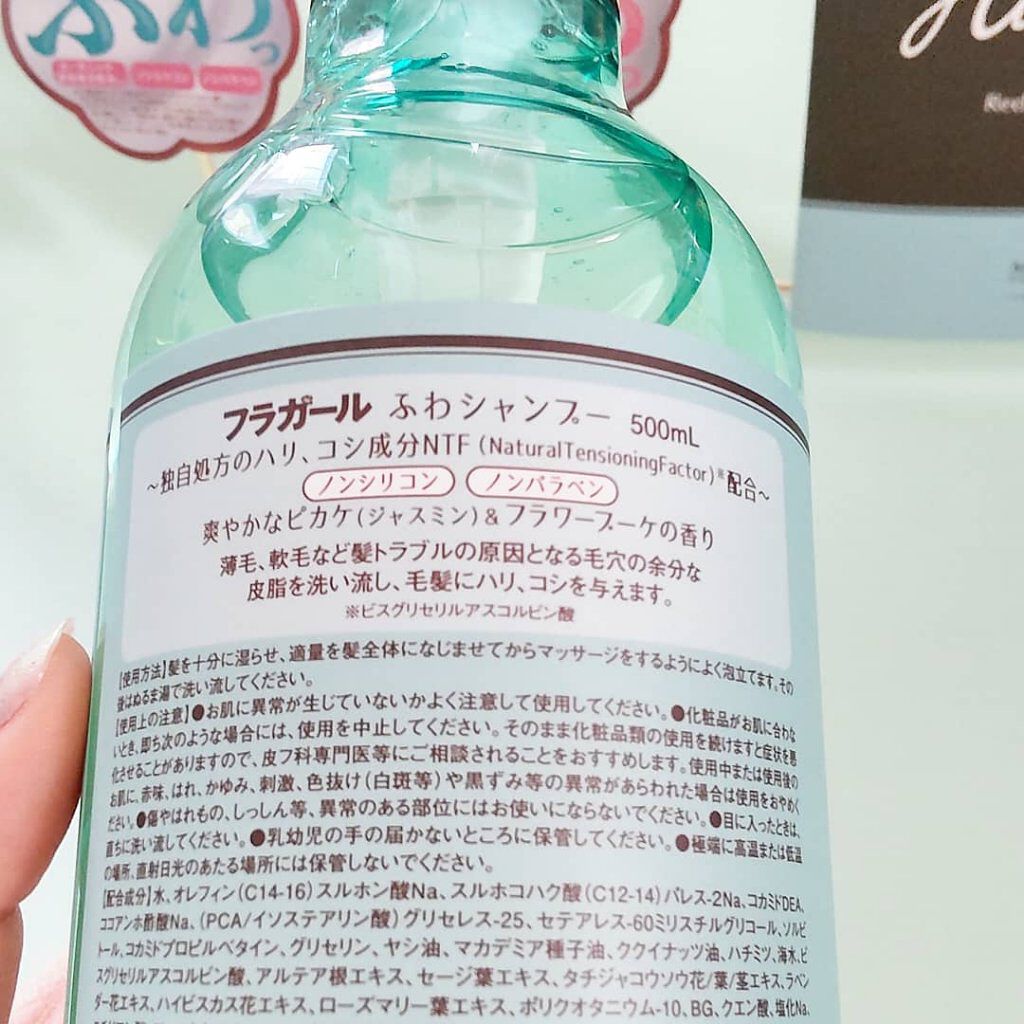 ふわっ
フラガール ふわシャンプー 500mL
~独自処方のハリ、コシ成分NTF (NaturalTensioningFactor)※配合~
ノンシリコン ノンパラベン
爽やかなピカケ(ジャスミン)&フラワーブーケの香り
薄毛、軟毛など髪トラブルの原因となる毛穴の余分な
皮脂を洗い流し、毛髪にハリ、コシを与えます。
※ビスグリセリルアスコルビン酸
【使用方法】髪を十分に湿らせ、適量を髪全体になじませてからマッサージをするようによく泡立てます。その
後はぬるま湯で洗い流してください。
【使用上の注意】●お肌に異常が生じていないかよく注意して使用してください。●化粧品がお肌に合わな
いとき、即ち次のような場合には、使用を中止してください。そのまま化粧品類の使用を続けますと症状を悪
化させることがありますので、皮フ科専門医等にご相談されることをおすすめします。使用中または使用後の
お肌に、赤味、はれ、かゆみ、刺激、色抜け(白斑等)や黒ずみ等の異常があらわれた場合は使用をおやめく
ださい。●傷やはれもの、しっしん等、異常のある部位にはお使いにならないでください。●目に入ったときは、
直ちに洗い流してください。●乳幼児の手の届かないところに保管してください。●極端に高温または低温
の場所、直射日光のあたる場所には保管しないでください。
【配合成分】水、オレフィン(C14-16)スルホン酸Na、スルホコハク酸(C12-14)パレス-2Na、コカミドDEA、
ココアンホ酢酸Na、(PCA/イソステアリン酸)グリセレス-25、セテアレス-60ミリスチルグリコール、ソルビ
トール、コカミドプロピルベタイン、グリセリン、ヤシ油、マカデミア種子油、ククイナッツ油、ハチミツ、海水、ビ
スグリセリルアスコルビン酸、アルテア根エキス、セージ葉エキス、タチジャコウソウ花/葉/茎エキス、ラベン
ダー花エキス、ハイビスカス花エキス、ローズマリー葉エキス、ポリクオタニウム-10、BG、クエン酸、塩化Na、